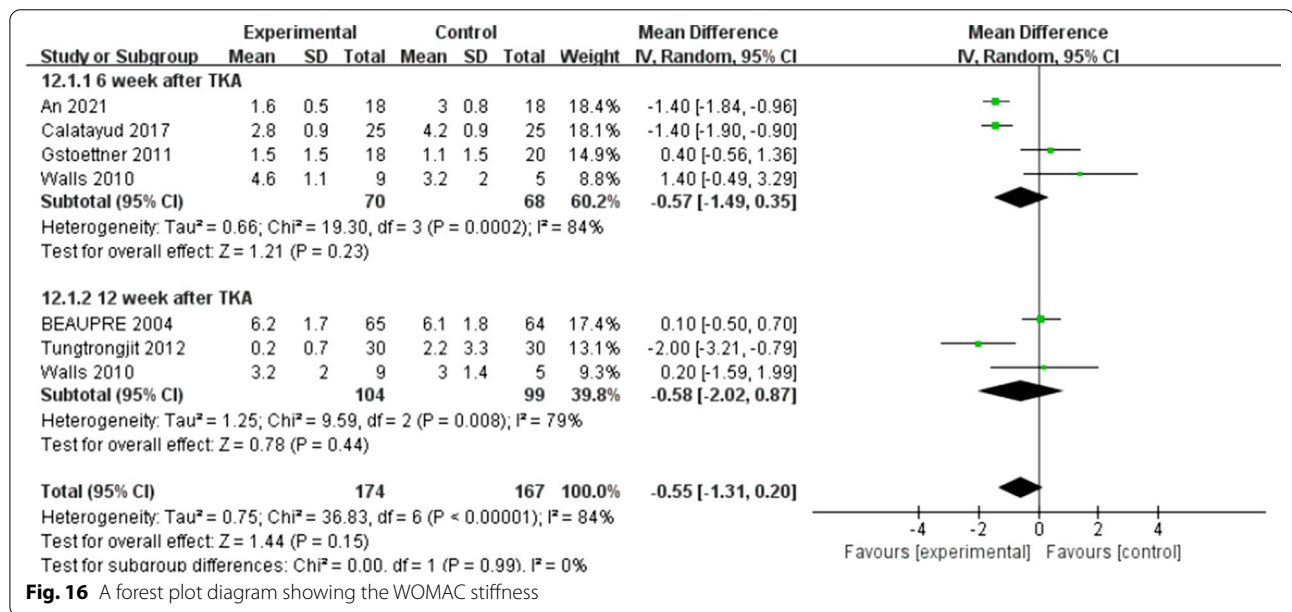 Experimental Control Mean Difference Mean Difference
Study or Subgroup Mean SD Total Mean SD Total Weight IV, Random, 95% CI IV, Random, 95% CI
12.1.1 6 week after TKA
An 2021 1.6 0.5 18 3 0.8 18 18.4% -1.40 [-1.84, -0.96]
Calatayud 2017 2.8 0.9 25 4.2 0.9 25 18.1% -1.40 [-1.90, -0.90]
Gstoettner 2011 1.5 1.5 18 1.1 1.5 20 14.9% 0.40 [-0.56, 1.36]
Walls 2010 4.6 1.1 9 3.2 2 5 8.8% 1.40 [-0.49, 3.29]
Subtotal (95% CI) 70 68 60.2% -0.57 [-1.49, 0.35]
Heterogeneity: Tau² = 0.66; Chi² = 19.30, df = 3 (P = 0.0002); I² = 84%
Test for overall effect: Z = 1.21 (P = 0.23)
12.1.2 12 week after TKA
BEAUPRE 2004 6.2 1.7 65 6.1 1.8 64 17.4% 0.10 [-0.50, 0.70]
Tungtrongjit 2012 0.2 0.7 30 2.2 3.3 30 13.1% -2.00 [-3.21, -0.79]
Walls 2010 3.2 2 9 3 1.4 5 9.3% 0.20 [-1.59, 1.99]
Subtotal (95% CI) 104 99 39.8% -0.58 [-2.02, 0.87]
Heterogeneity: Tau² = 1.25; Chi² = 9.59, df = 2 (P = 0.008); I² = 79%
Test for overall effect: Z = 0.78 (P = 0.44)
Total (95% CI) 174 167 100.0% -0.55 [-1.31, 0.20]
Heterogeneity: Tau² = 0.75; Chi² = 36.83, df = 6 (P < 0.00001); I² = 84%
Test for overall effect: Z = 1.44 (P = 0.15)
Test for subgroup differences: Chi² = 0.00, df = 1 (P = 0.99), I² = 0%
-4 -2 0 2 4
Favours [experimental] Favours [control]
Fig. 16 A forest plot diagram showing the WOMAC stiffness